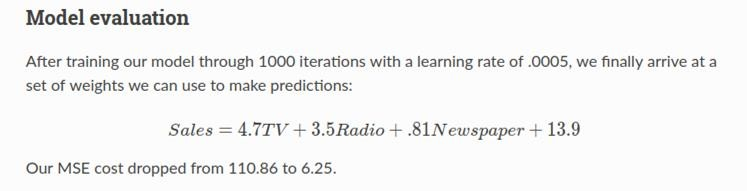 Model evaluation
After training our model through 1000 iterations with a learning rate of .0005, we finally arrive at a
set of weights we can use to make predictions:
Sales = 4.7TV + 3.5Radio + .81Newspaper + 13.9
Our MSE cost dropped from 110.86 to 6.25.